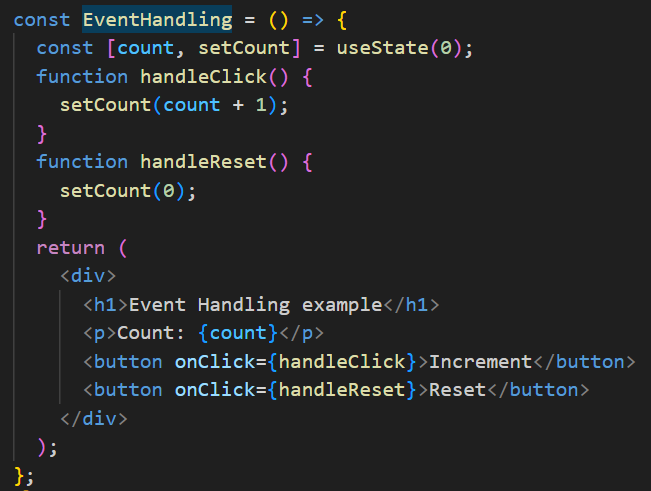 const EventHandling = () => {
  const [count, setCount] = useState(0);
  function handleClick() {
    setCount(count + 1);
  }
  function handleReset() {
    setCount(0);
  }
  return (
    <div>
      <h1>Event Handling example</h1>
      <p>Count: {count}</p>
      <button onClick={handleClick}>Increment</button>
      <button onClick={handleReset}>Reset</button>
    </div>
  );
};